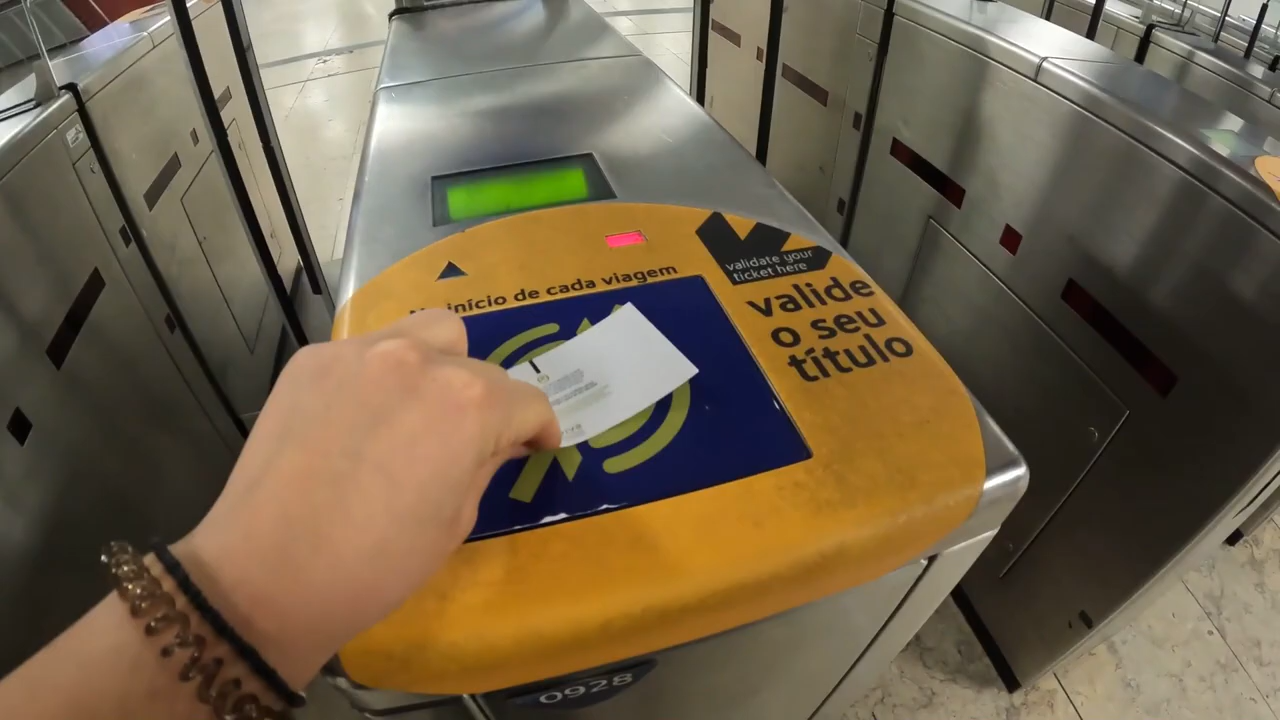 início de cada viagem
validate your
ticket here
valide
o seu
título
0928